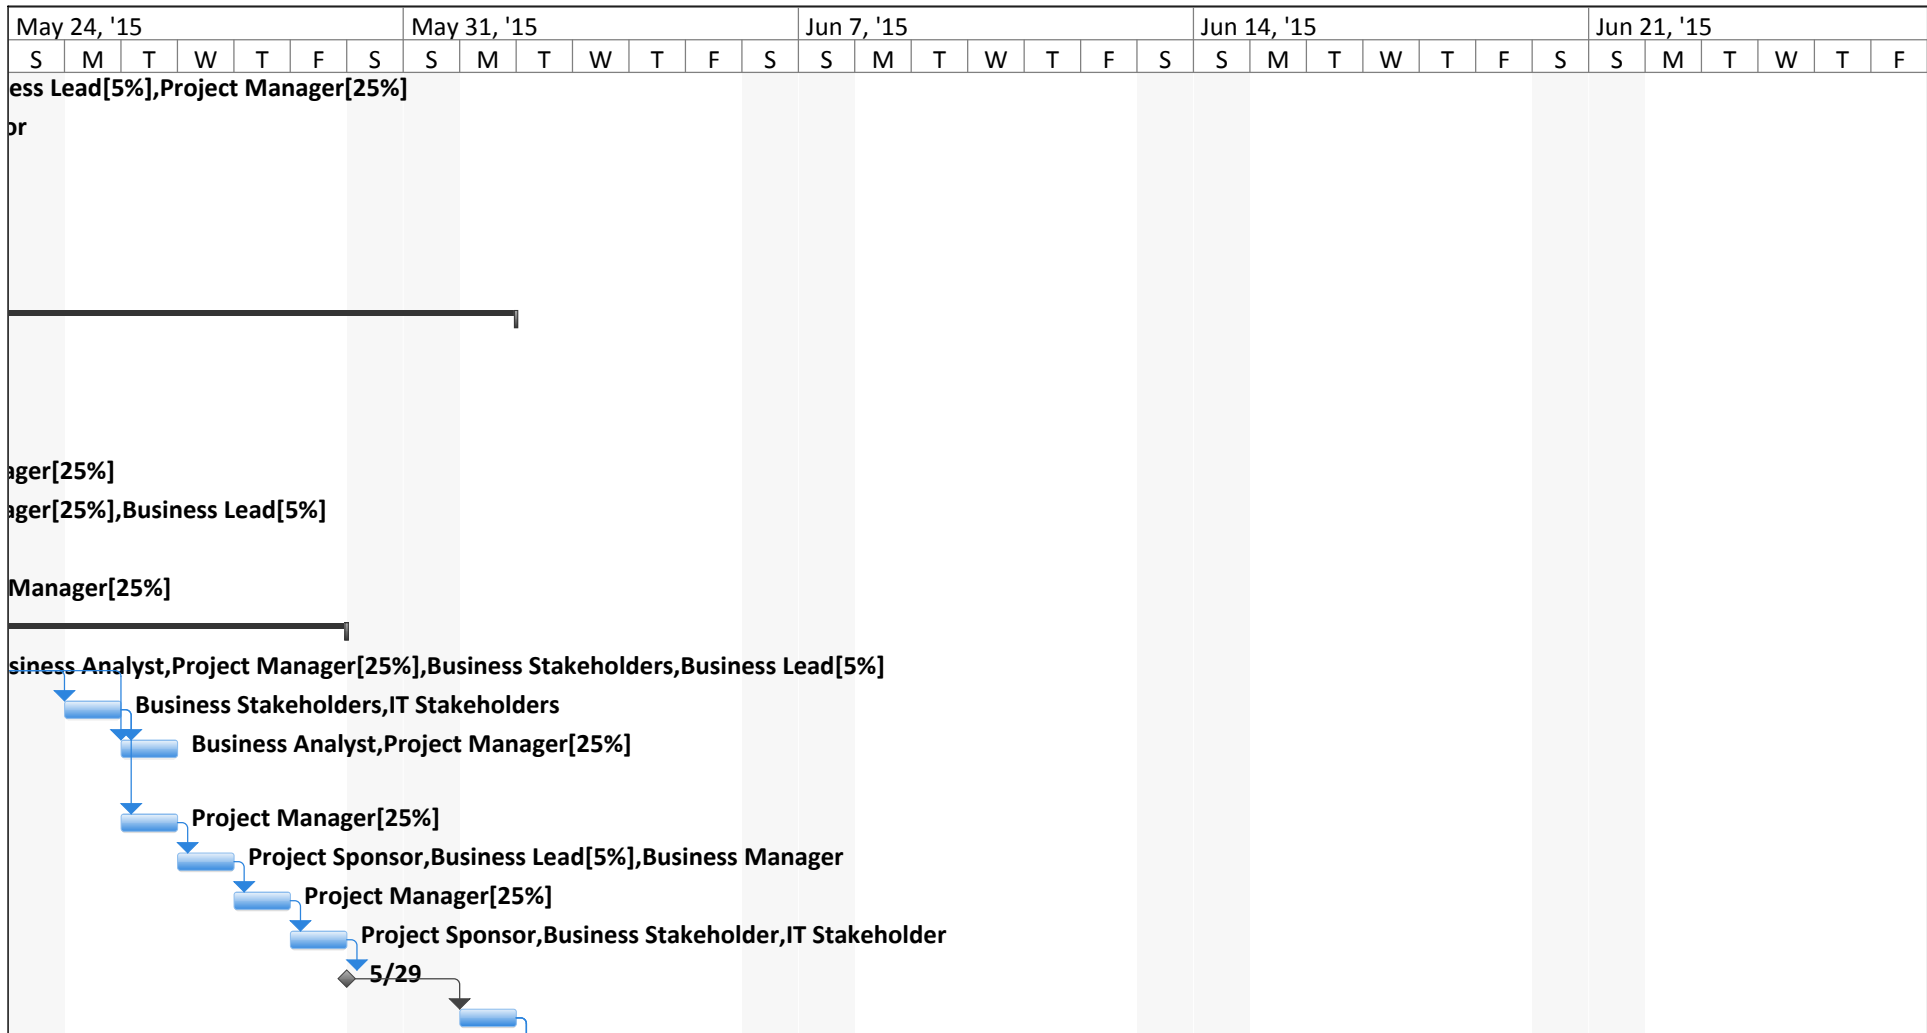 May 24, '15 May 31, '15 Jun 7, '15 Jun 14, '15 Jun 21, '15
S M T W T F S S M T W T F S S M T W T F S S M T W T F S S M T W T F
ess Lead[5%],Project Manager[25%]
or
ager[25%]
ager[25%],Business Lead[5%]
Manager[25%]
siness Analyst,Project Manager[25%],Business Stakeholders,Business Lead[5%]
Business Stakeholders,IT Stakeholders
Business Analyst,Project Manager[25%]
Project Manager[25%]
Project Sponsor,Business Lead[5%],Business Manager
Project Manager[25%]
Project Sponsor,Business Stakeholder,IT Stakeholder
5/29